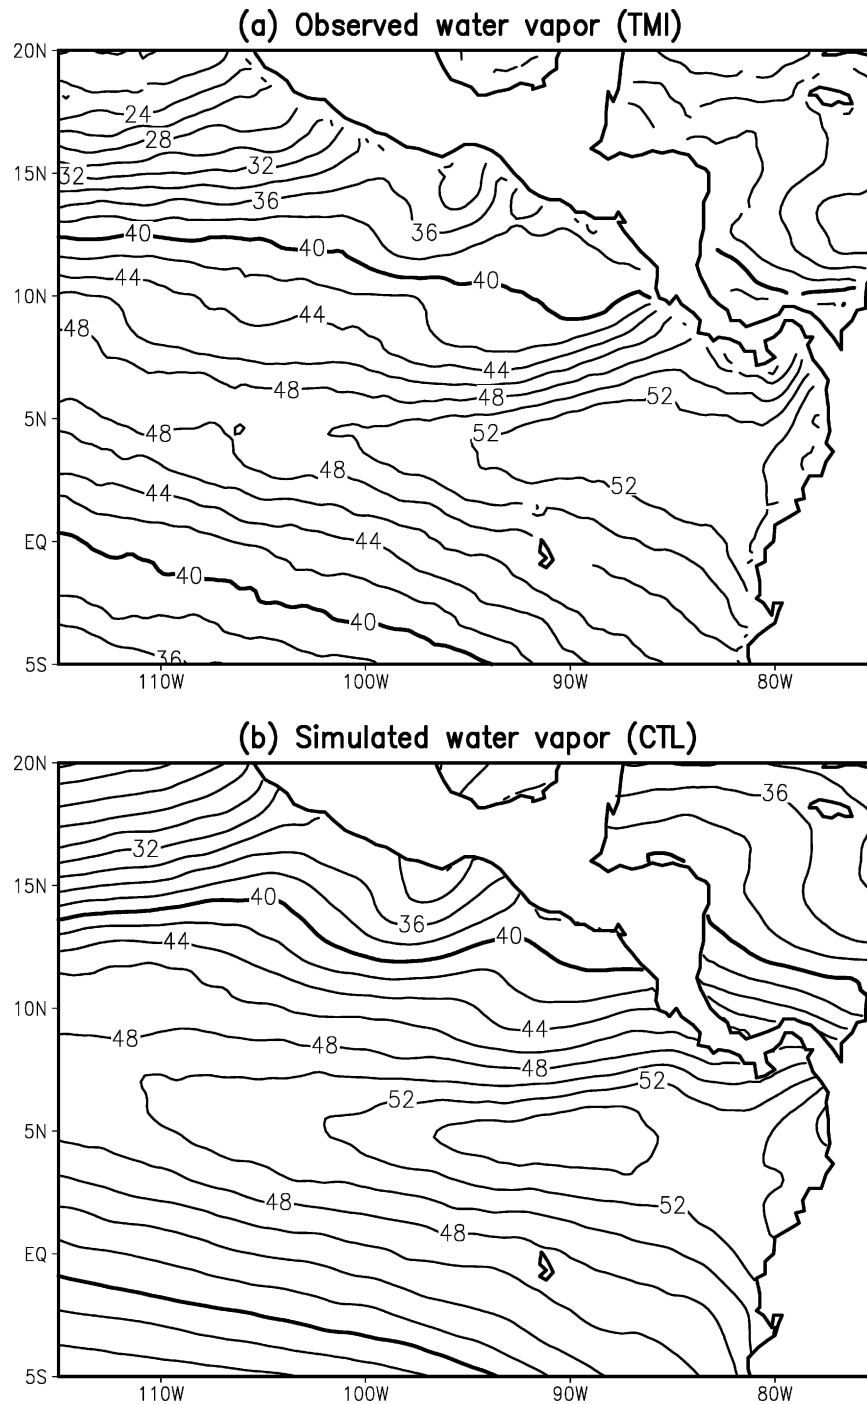 (a) Observed water vapor (TMI)
20N
24
28
32
32
15N
36
36
40
40
40
44
10N
44
48
44
48
48
52
5N
48
52
48
52
44
44
EQ
40
40
36
5S
110W 100W 90W 80W
(b) Simulated water vapor (CTL)
20N
36
32
15N
40
36
40
44
10N
44
48
48
48
52
52
5N
48
52
48
EQ
5S
110W 100W 90W 80W